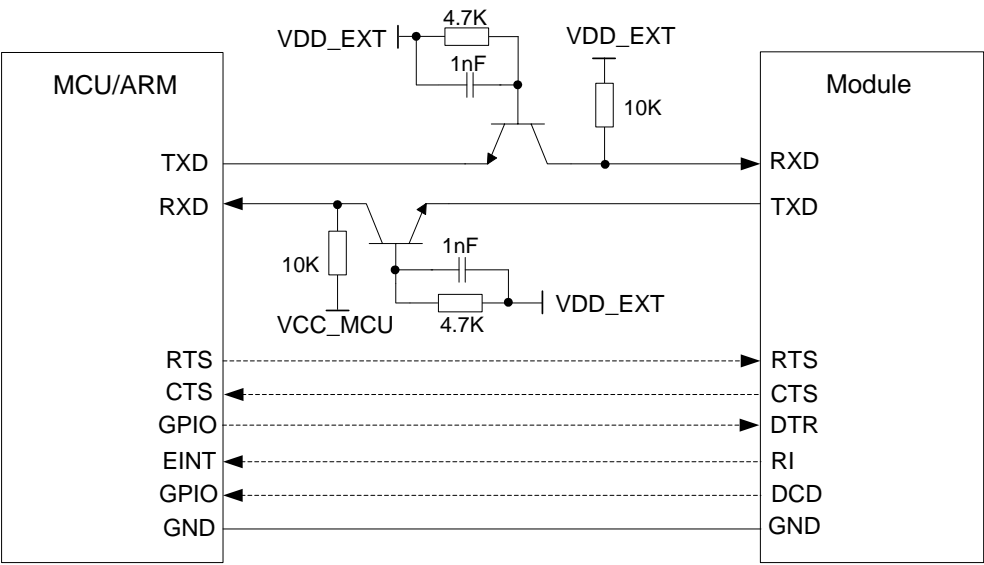 4.7K
VDD_EXT
VDD_EXT
1nF
MCU/ARM
Module
10K
TXD
RXD
RXD
TXD
1nF
10K
VDD_EXT
VCC_MCU
4.7K
RTS
RTS
CTS
CTS
GPIO
DTR
EINT
RI
GPIO
DCD
GND
GND